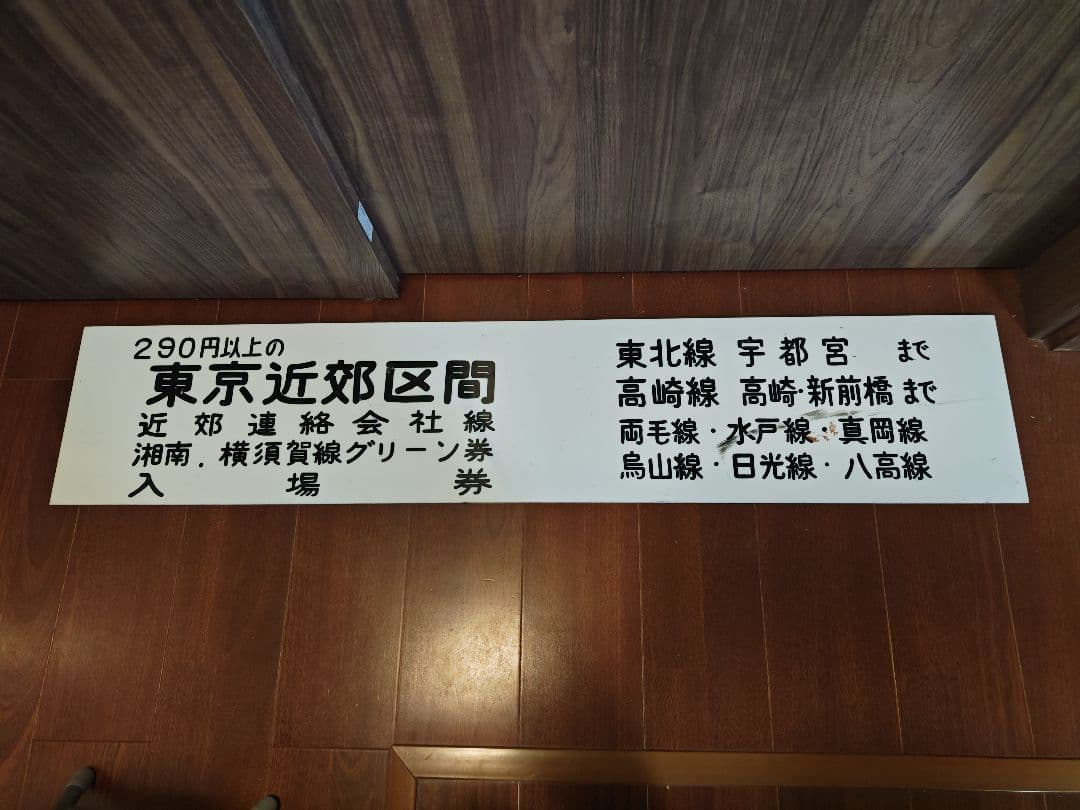 290円以上の
東京近郊区間
近郊連絡会社線
湘南．横須賀線グリーン券
入場券
東北線 宇都宮 まで
高崎線 高崎・新前橋まで
両毛線・水戸線・真岡線
烏山線・日光線・八高線